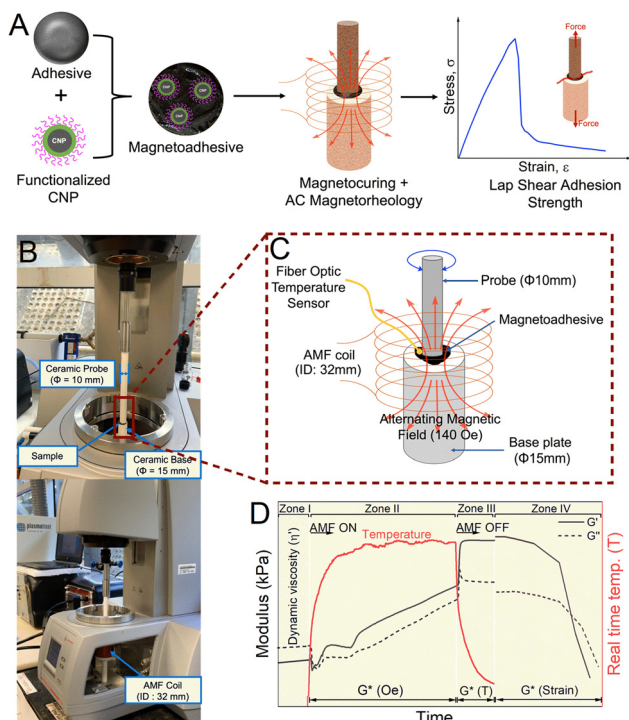 A
Adhesive
+
CNP
Functionalized
CNP
CNP
CNP
CNP
Magnetoadhesive
Magnetocuring +
AC Magnetorheology
Stress, σ
Force
Force
Strain, ε
Lap Shear Adhesion
Strength
B
Ceramic Probe
(Φ = 10 mm)
Sample
Ceramic Base
(Φ = 15 mm)
plasmatreat
AMF Coil
(ID : 32 mm)
C
Fiber Optic
Temperature
Sensor
Probe (Φ10mm)
Magnetoadhesive
AMF coil
(ID: 32mm)
Alternating Magnetic
Field (140 Oe)
Base plate
(Φ15mm)
D
Zone I
Zone II
Zone III
Zone IV
AMF ON
AMF OFF
G'
G''
Temperature
Modulus (kPa)
Dynamic viscosity (η')
Real time temp. (T)
G* (Oe)
G* (T)
G* (Strain)
Time